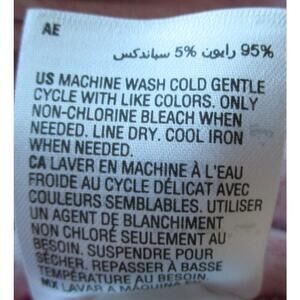 AE
95% رايون 5% سباندكس
US MACHINE WASH COLD GENTLE
CYCLE WITH LIKE COLORS. ONLY
NON-CHLORINE BLEACH WHEN
NEEDED. LINE DRY. COOL IRON
WHEN NEEDED.
CA LAVER EN MACHINE À L'EAU
FROIDE AU CYCLE DÉLICAT AVEC
COULEURS SEMBLABLES. UTILISER
UN AGENT DE BLANCHIMENT
NON CHLORÉ SEULEMENT AU
BESOIN. SUSPENDRE POUR
SÉCHER. REPASSER À BASSE
TEMPÉRATURE AU BESOIN.
MX LAVAR A MAQUINA